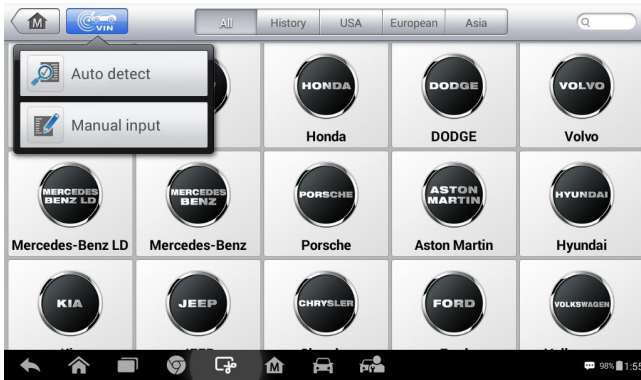 M
VIN
All
History
USA
European
Asia
Auto detect
Manual input
HONDA
Honda
DODGE
DODGE
VOLVO
Volvo
MERCEDES
BENZ LD
Mercedes-Benz LD
MERCEDES
BENZ
Mercedes-Benz
PORSCHE
Porsche
ASTON
MARTIN
Aston Martin
HYUNDAI
Hyundai
KIA
JEEP
CHRYSLER
FORD
VOLKSWAGEN
M
98%
1:55